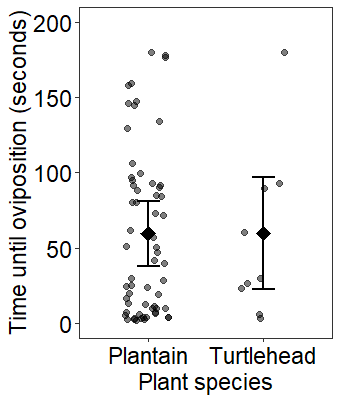 Time until oviposition (seconds)
200
150
100
50
0
Plantain Turtlehead
Plant species